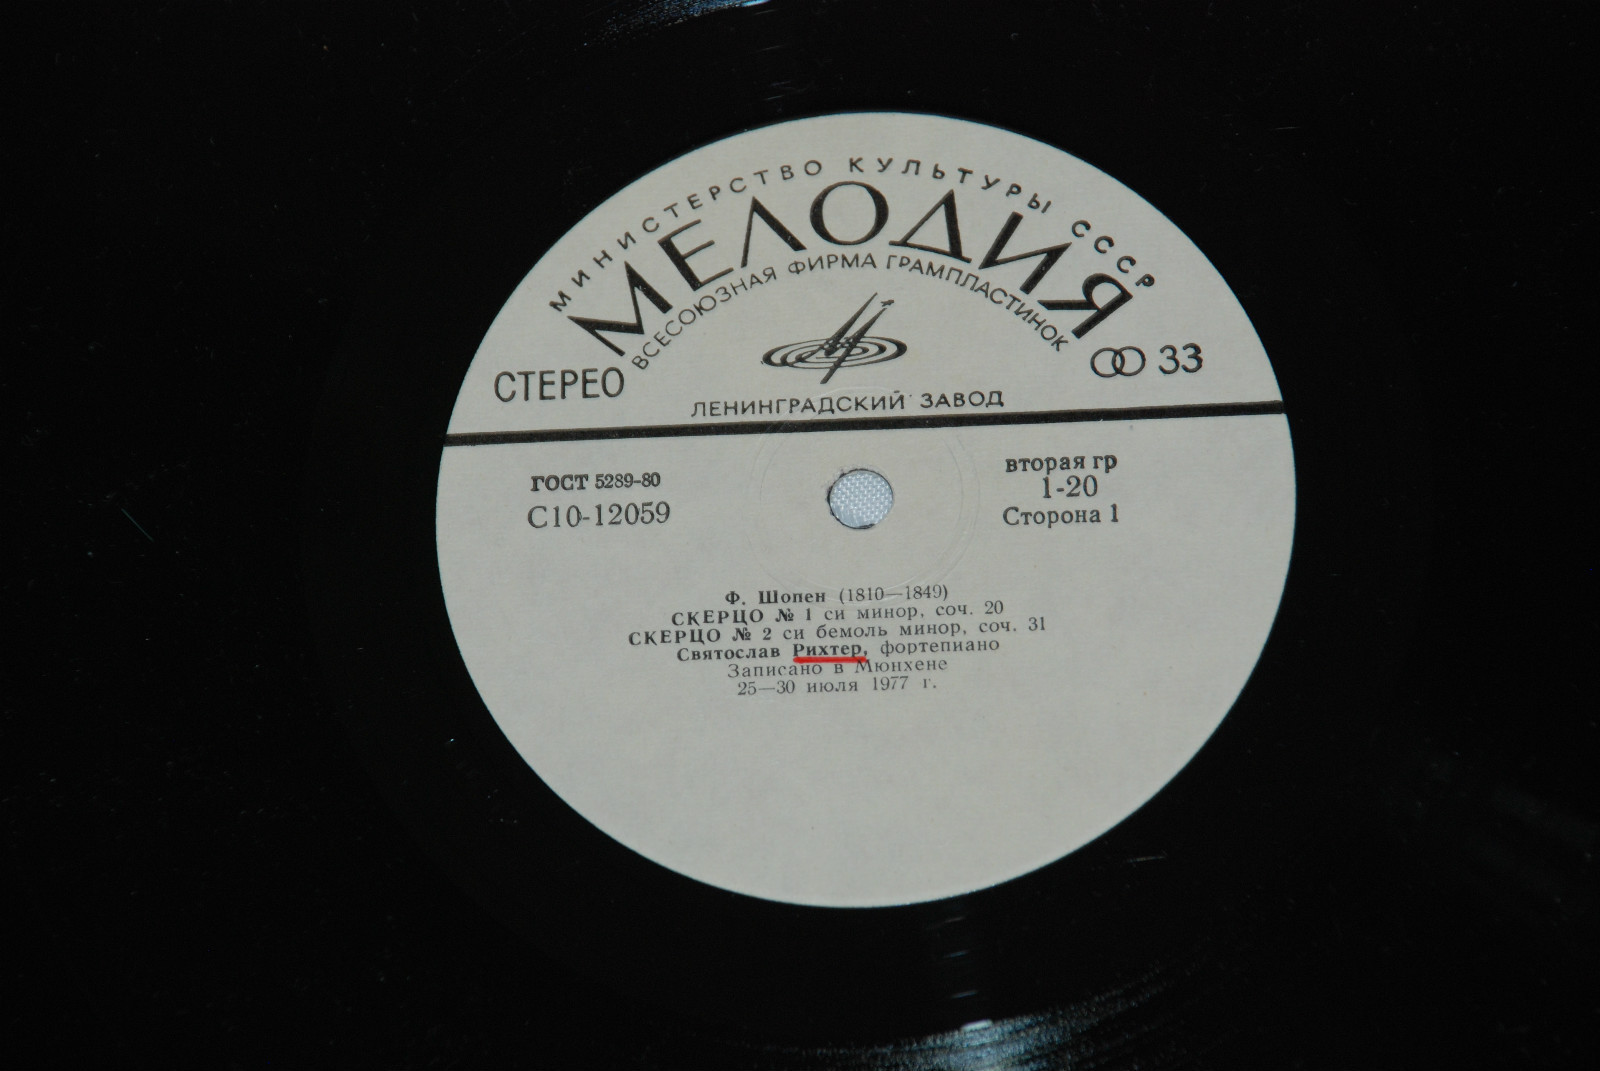 МИНИСТЕРСТВО КУЛЬТУРЫ СССР
МЕЛОДИЯ
ВСЕСОЮЗНАЯ ФИРМА ГРАМПЛАСТИНОК
СТЕРЕО
33
ЛЕНИНГРАДСКИЙ ЗАВОД
ГОСТ 5289-80
С10-12059
вторая гр
1-20
Сторона 1
Ф. Шопен (1810—1849)
СКЕРЦО № 1 си минор, соч. 20
СКЕРЦО № 2 си бемоль минор, соч. 31
Святослав Рихтер, фортепиано
Записано в Мюнхене
25—30 июля 1977 г.